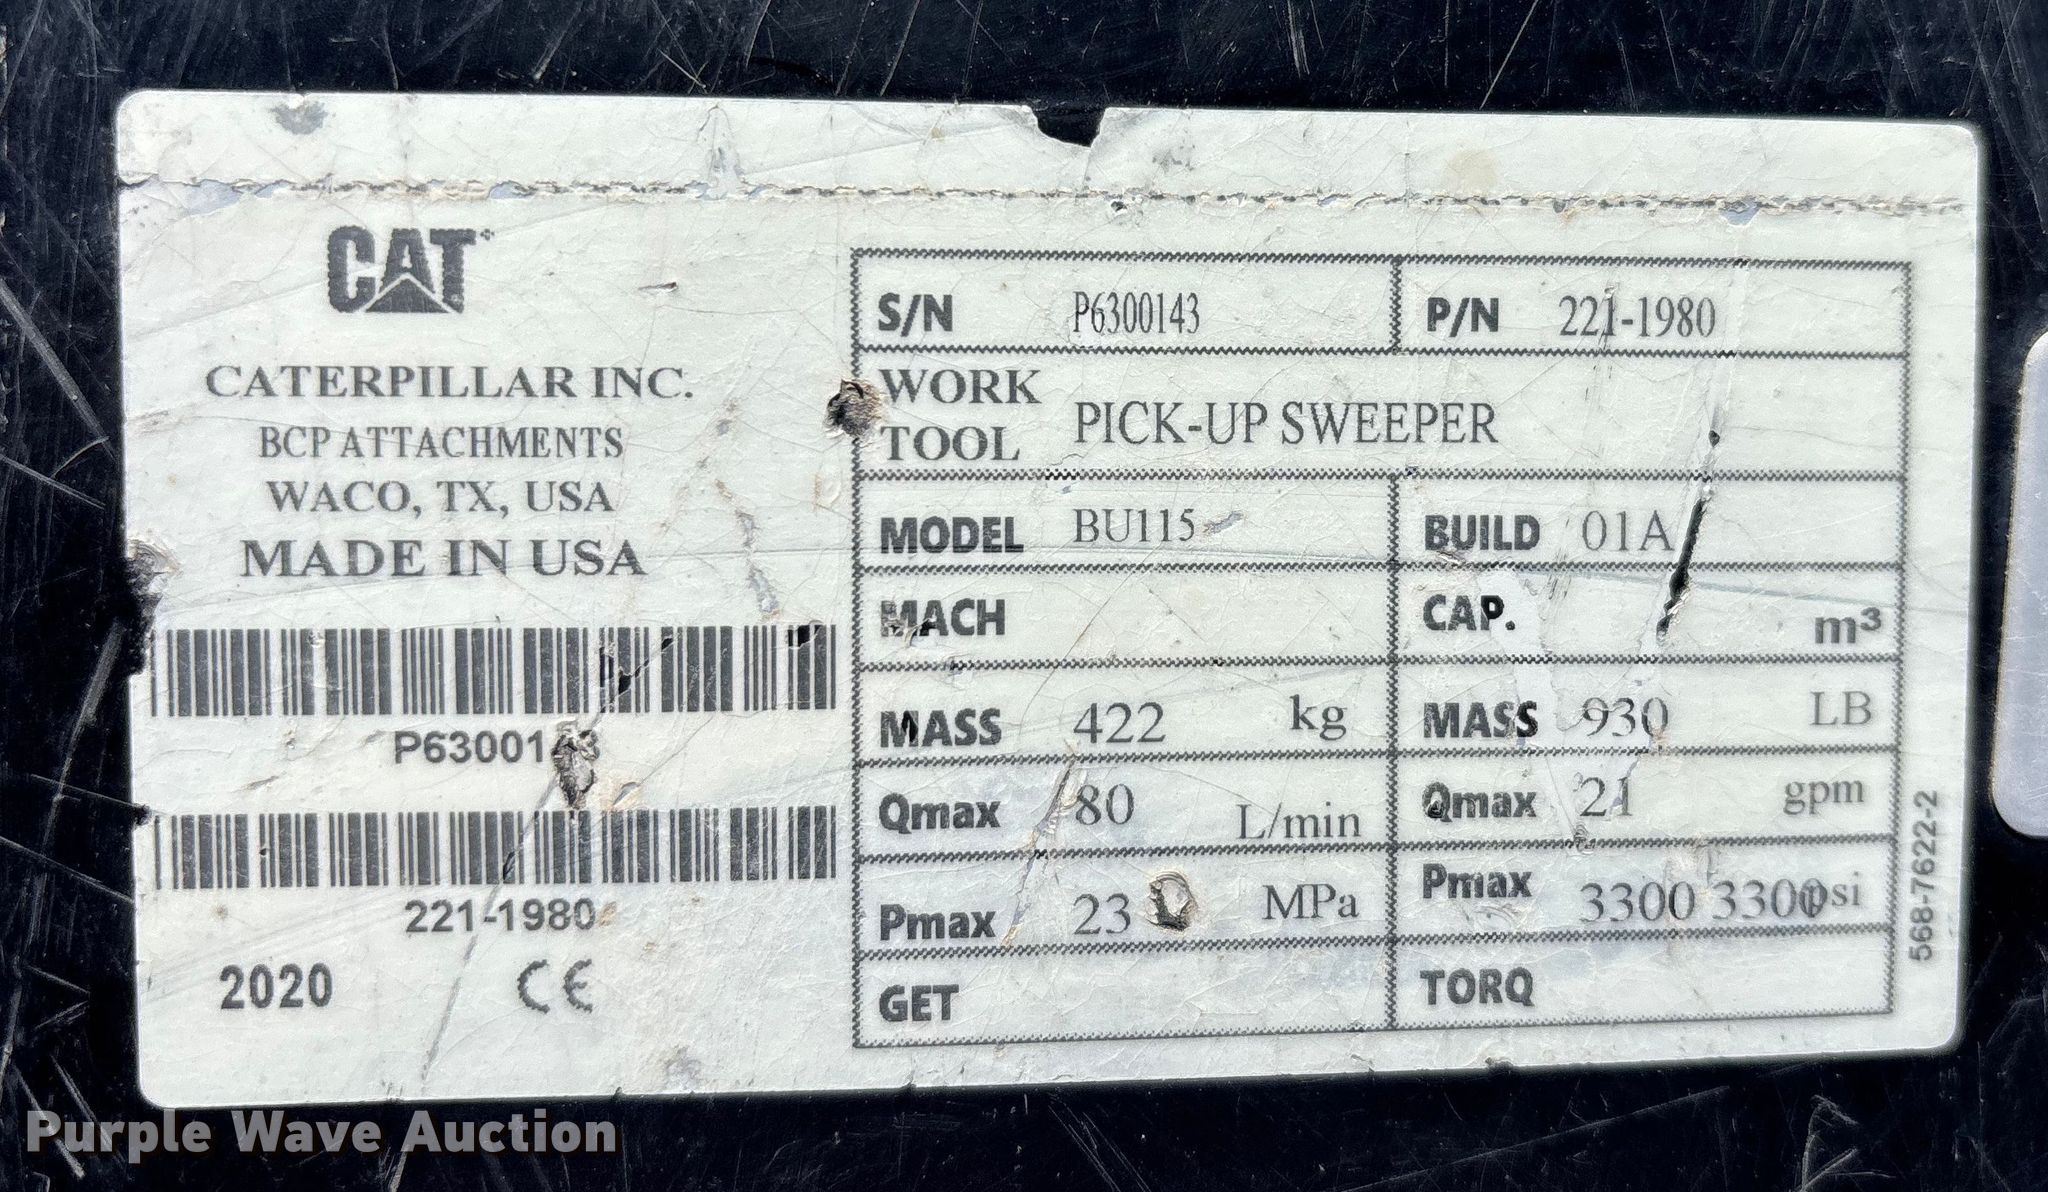 CAT
CATERPILLAR INC.
BCP ATTACHMENTS
WACO, TX, USA
MADE IN USA
221-1980
2020 CE
S/N P6300143 P/N 221-1980
WORK TOOL PICK-UP SWEEPER
MODEL BU115 BUILD 01A
MACH CAP. m³
MASS 422 kg MASS 930 LB
Qmax 80 L/min Qmax 21 gpm
Pmax 23 MPa Pmax 3300 3300 psi
GET TORQ
568-7622-2
Purple Wave Auction